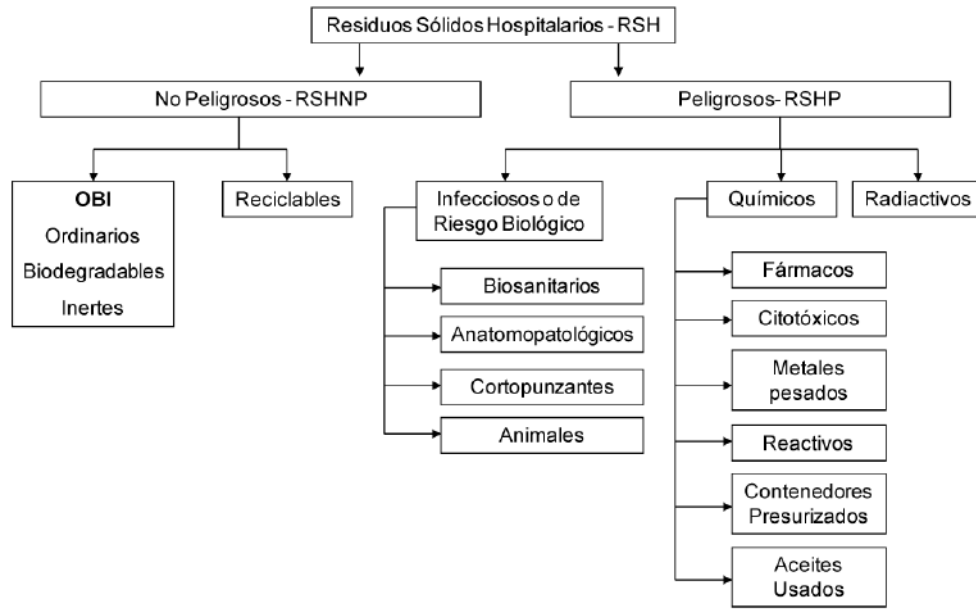 Residuos Sólidos Hospitalarios - RSH
No Peligrosos - RSHNP
Peligrosos- RSHP
OBI
Ordinarios
Biodegradables
Inertes
Reciclables
Infecciosos o de
Riesgo Biológico
Químicos
Radiactivos
Biosanitarios
Anatomopatológicos
Cortopunzantes
Animales
Fármacos
Citotóxicos
Metales
pesados
Reactivos
Contenedores
Presurizados
Aceites
Usados